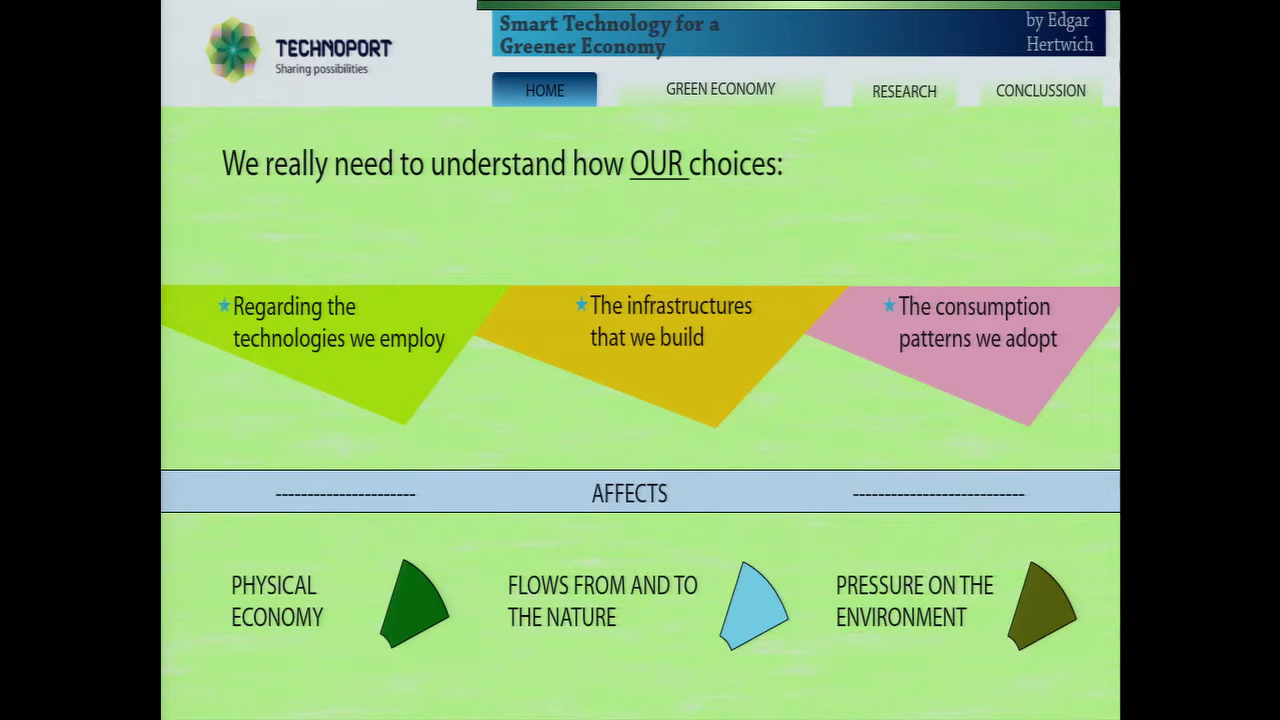 TECHNOPORT
Sharing possibilities
Smart Technology for a
Greener Economy
by Edgar
Hertwich
HOME
GREEN ECONOMY
RESEARCH
CONCLUSSION
We really need to understand how OUR choices:
Regarding the
technologies we employ
The infrastructures
that we build
The consumption
patterns we adopt
---------------------- AFFECTS ---------------------------
PHYSICAL
ECONOMY
FLOWS FROM AND TO
THE NATURE
PRESSURE ON THE
ENVIRONMENT